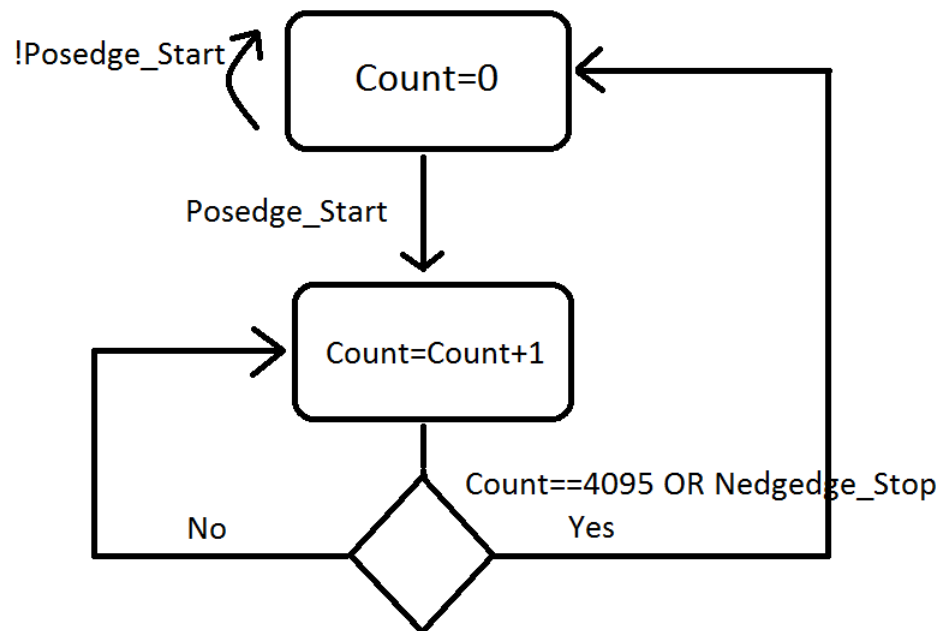 !Posedge_Start
Count=0
Posedge_Start
Count=Count+1
Count==4095 OR Nedgedge_Stop
No
Yes